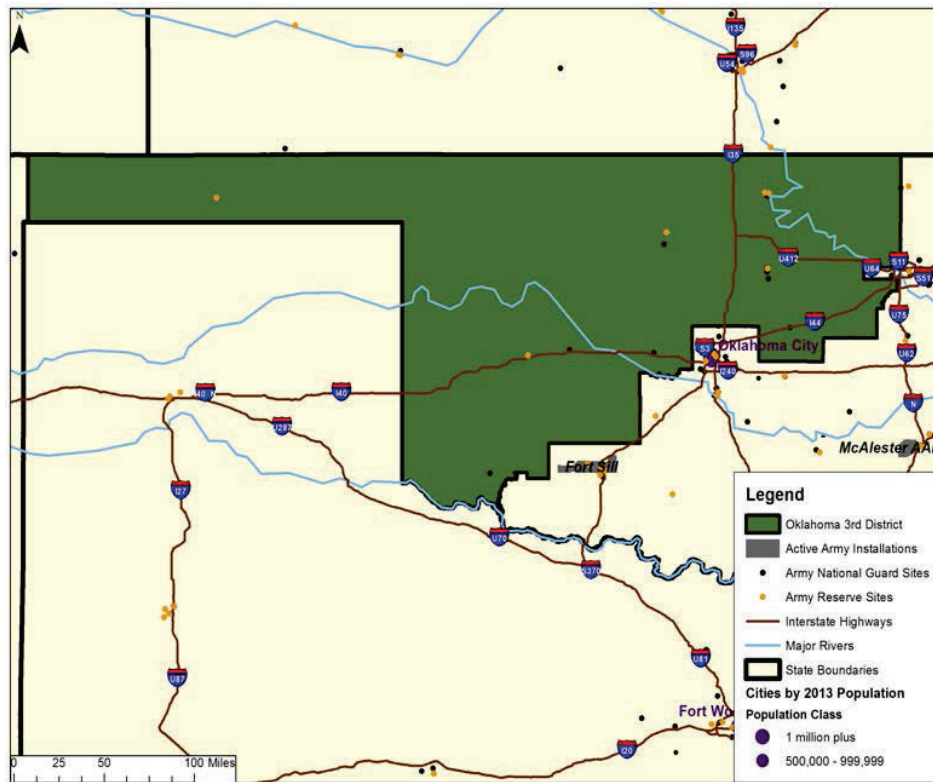 N
I135
S96
U54
I35
U412
U64
S11
S51
I44
U75
S3
Oklahoma City
U62
I240
I40
I40
N
U287
McAlester AA
Fort Sill
I27
U70
S370
U81
U87
Fort Wo
I20
Legend
Oklahoma 3rd District
Active Army Installations
Army National Guard Sites
Army Reserve Sites
Interstate Highways
Major Rivers
State Boundaries
Cities by 2013 Population
Population Class
1 million plus
500,000 - 999,999
0 25 50 100 Miles